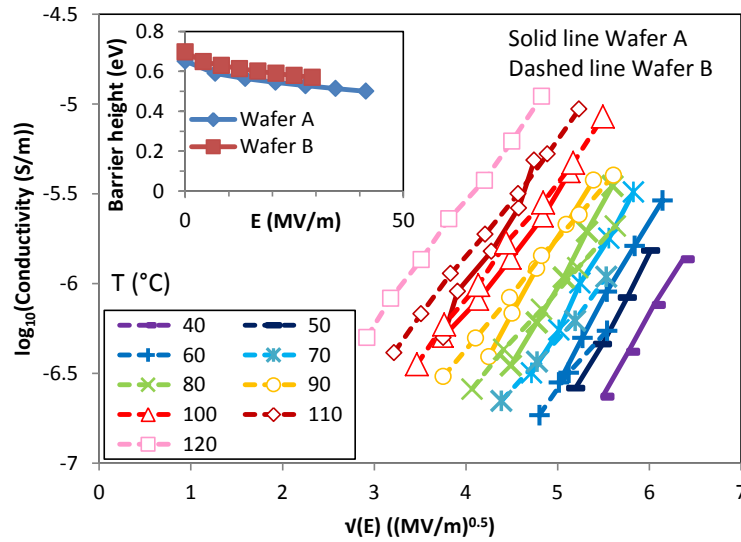 -4.5
-5
-5.5
-6
-6.5
-7
log10(Conductivity (S/m))
0 1 2 3 4 5 6 7
√(E) ((MV/m)^0.5)
Solid line Wafer A
Dashed line Wafer B
0.8
0.6
0.4
0.2
0
Barrier height (eV)
Wafer A
Wafer B
0 50
E (MV/m)
T (°C)
40 50
60 70
80 90
100 110
120